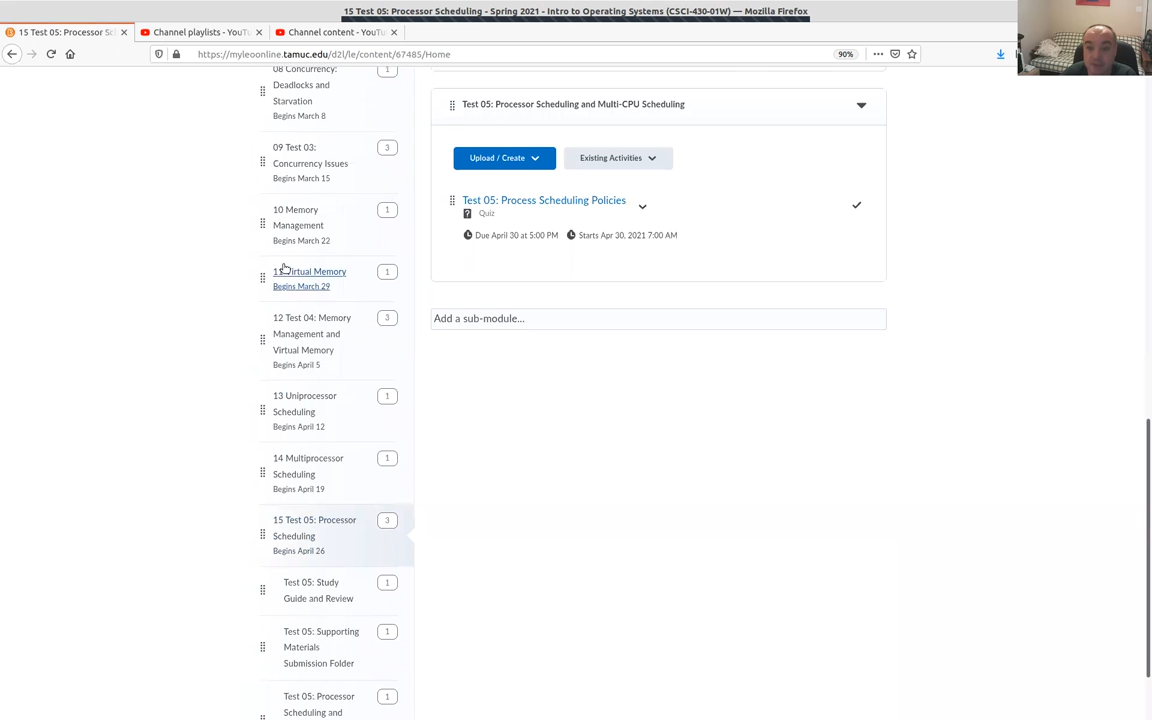 15 Test 05: Processor Scheduling - Spring 2021 - Intro to Operating Systems (CSCI-430-01W) — Mozilla Firefox
15 Test 05: Processor Sc
Channel playlists - YouTu
Channel content - YouTu
https://myleoonline.tamuc.edu/d2l/le/content/67485/Home
90%
08 Concurrency:
Deadlocks and
Starvation
Begins March 8
1
09 Test 03:
Concurrency Issues
Begins March 15
3
10 Memory
Management
Begins March 22
1
11 Virtual Memory
Begins March 29
1
12 Test 04: Memory
Management and
Virtual Memory
Begins April 5
3
13 Uniprocessor
Scheduling
Begins April 12
1
14 Multiprocessor
Scheduling
Begins April 19
1
15 Test 05: Processor
Scheduling
Begins April 26
3
Test 05: Study
Guide and Review
1
Test 05: Supporting
Materials
Submission Folder
1
Test 05: Processor
Scheduling and
1
Test 05: Processor Scheduling and Multi-CPU Scheduling
Upload / Create
Existing Activities
Test 05: Process Scheduling Policies
Quiz
Due April 30 at 5:00 PM
Starts Apr 30, 2021 7:00 AM
Add a sub-module...